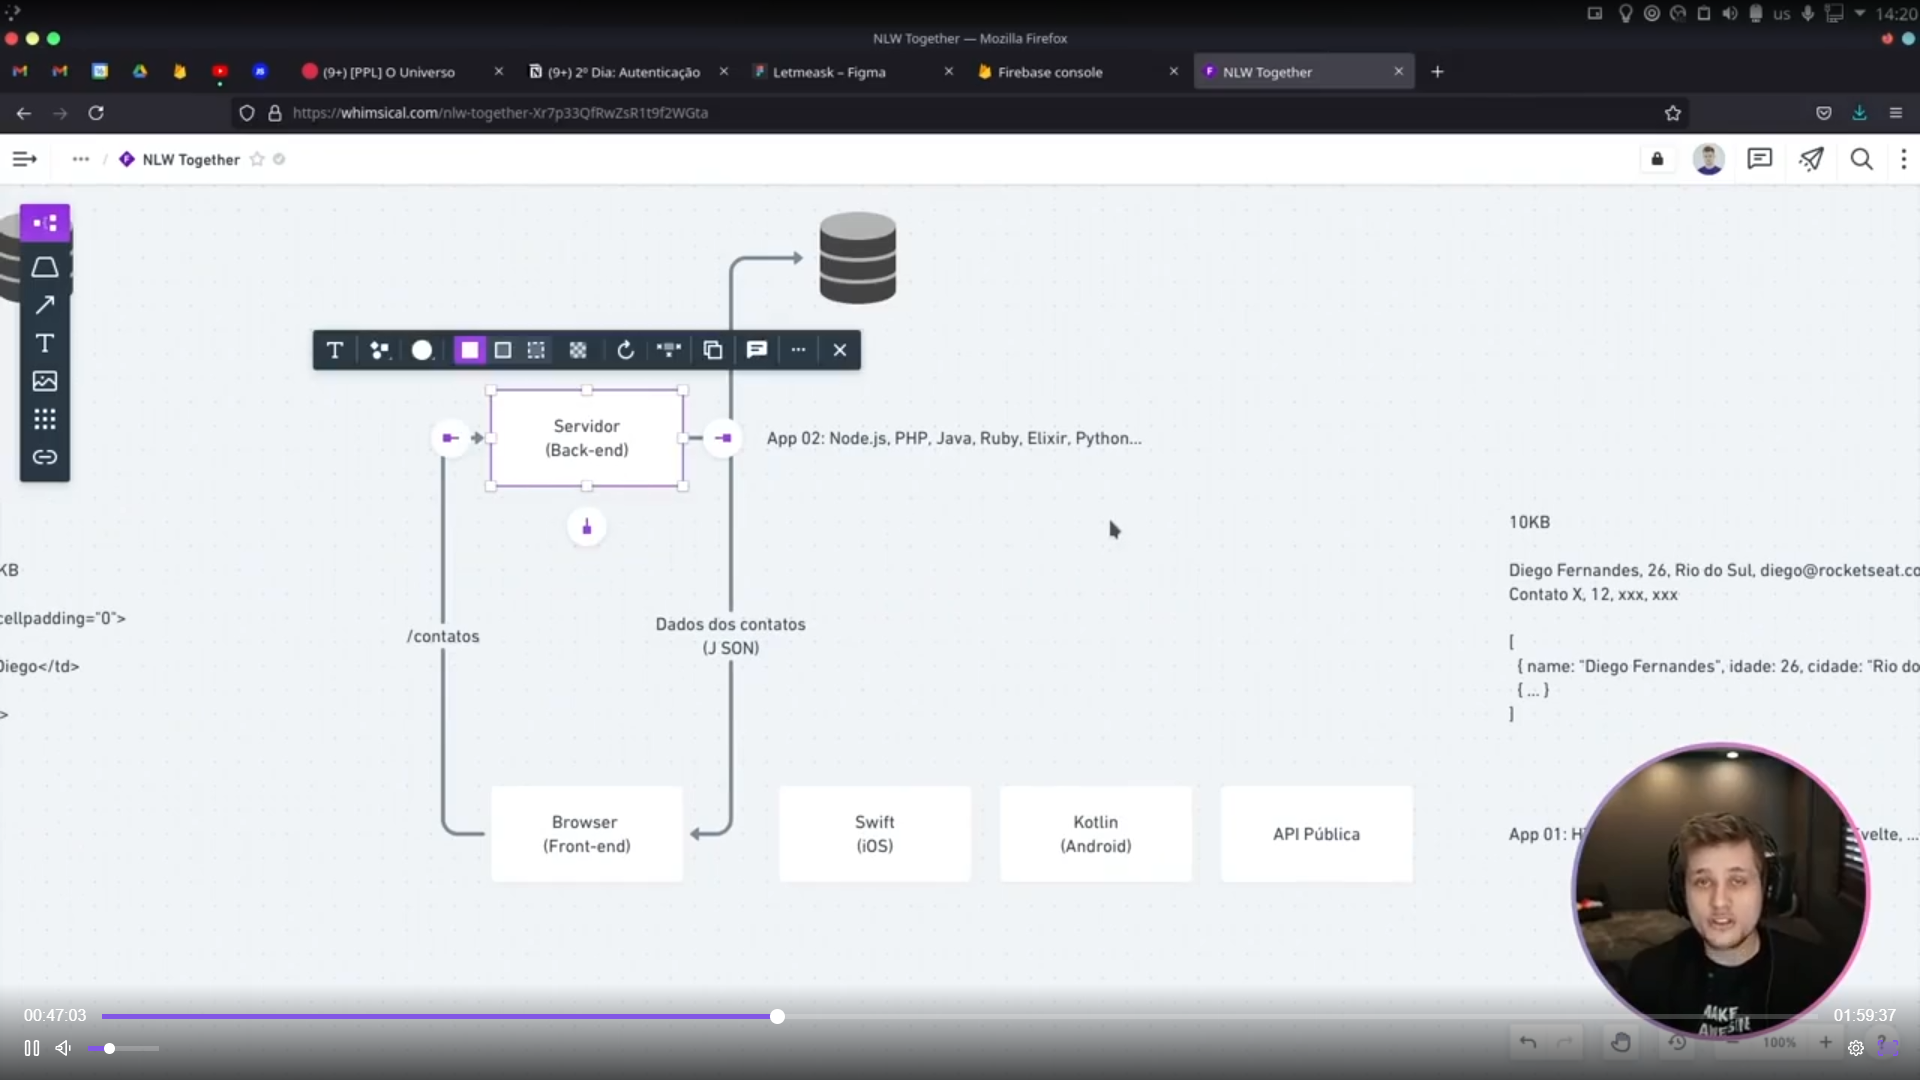 us
14:20
NLW Together — Mozilla Firefox
(9+) [PPL] O Universo
(9+) 2º Dia: Autenticação
Letmeask – Figma
Firebase console
NLW Together
https://whimsical.com/nlw-together-Xr7p33QfRwZsR1t9f2WGta
NLW Together
Servidor
(Back-end)
App 02: Node.js, PHP, Java, Ruby, Elixir, Python...
10KB
KB
Diego Fernandes, 26, Rio do Sul, diego@rocketseat.co
Contato X, 12, xxx, xxx
cellpadding="0">
/contatos
Dados dos contatos
(J SON)
[
{ name: "Diego Fernandes", idade: 26, cidade: "Rio do
{ ... }
]
Diego</td>
>
Browser
(Front-end)
Swift
(iOS)
Kotlin
(Android)
API Pública
App 01: H
velte, ...
MAKE
00:47:03
01:59:37
100%